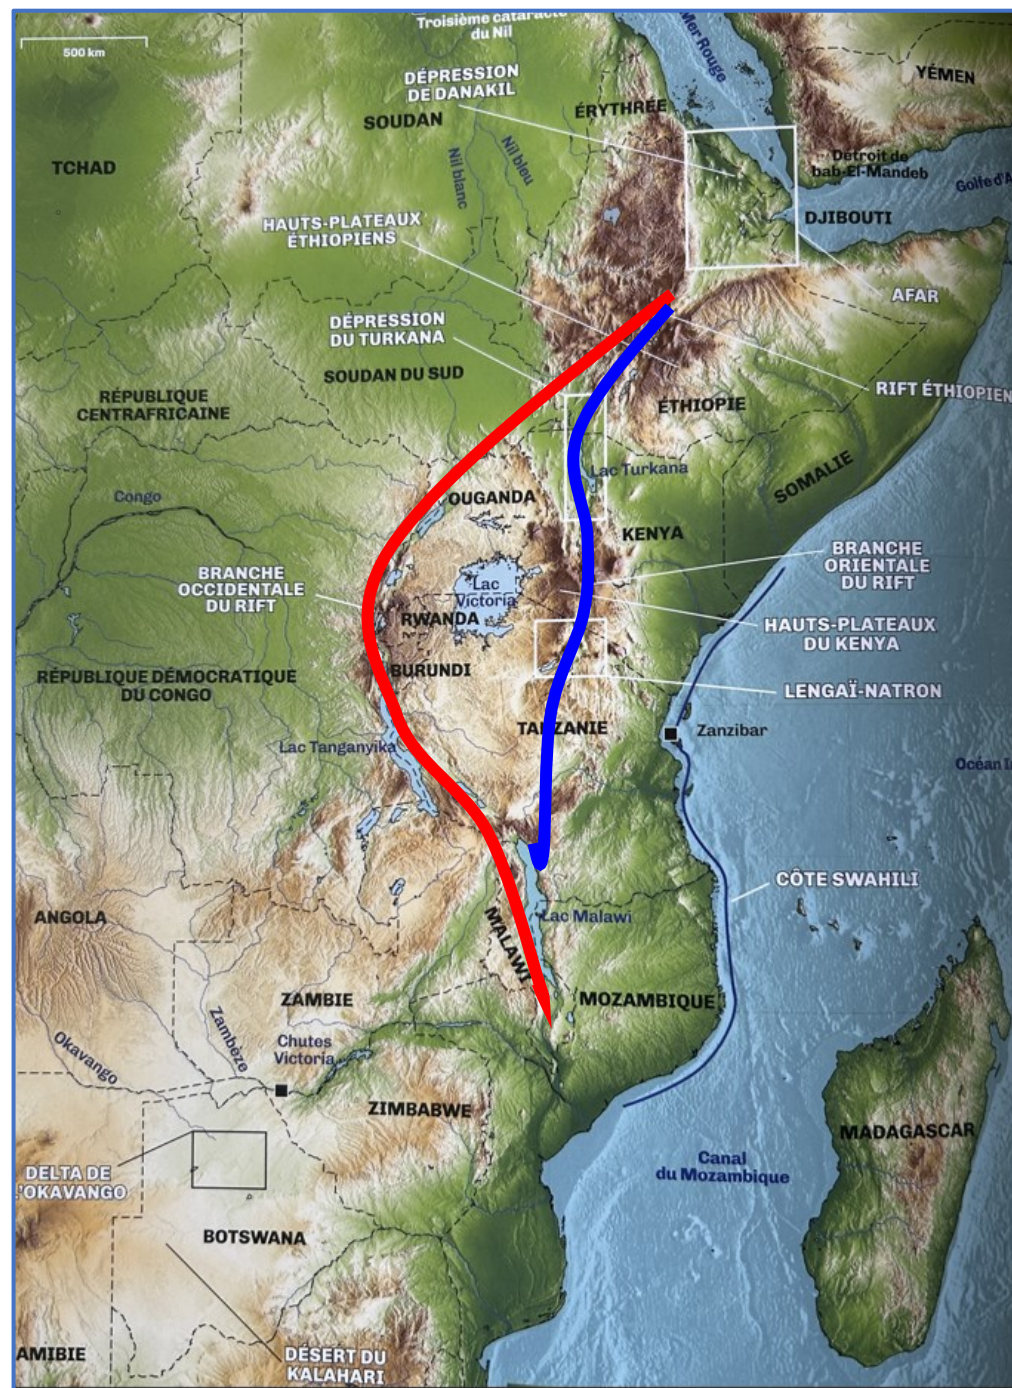 Troisième cataracte
du Nil
500 km
Mer Rouge
DÉPRESSION
DE DANAKIL
YÉMEN
ÉRYTHRÉE
SOUDAN
TCHAD
Nil blanc
Nil bleu
Détroit de
bab-El-Mandeb
Golfe d'A
DJIBOUTI
HAUTS-PLATEAUX
ÉTHIOPIENS
AFAR
DÉPRESSION
DU TURKANA
SOUDAN DU SUD
RIFT ÉTHIOPIEN
RÉPUBLIQUE
CENTRAFRICAINE
ÉTHIOPIE
Lac Turkana
SOMALIE
Congo
OUGANDA
KENYA
BRANCHE
ORIENTALE
DU RIFT
BRANCHE
OCCIDENTALE
DU RIFT
Lac
Victoria
RWANDA
HAUTS-PLATEAUX
DU KENYA
BURUNDI
RÉPUBLIQUE DÉMOCRATIQUE
DU CONGO
LENGAÏ-NATRON
TANZANIE
Zanzibar
Lac Tanganyika
Océan I
CÔTE SWAHILI
ANGOLA
Lac Malawi
MALAWI
ZAMBIE
MOZAMBIQUE
Zambèze
Okavango
Chutes
Victoria
ZIMBABWE
MADAGASCAR
Canal
du Mozambique
DELTA DE
L'OKAVANGO
BOTSWANA
AMIBIE
DÉSERT DU
KALAHARI